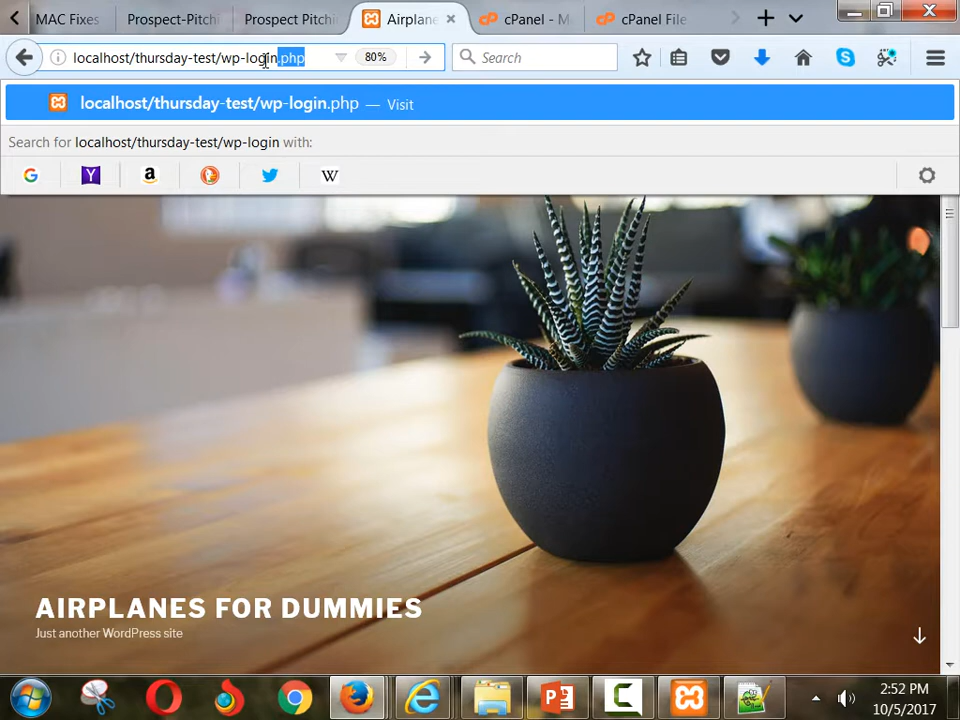 MAC Fixes
Prospect-Pitchi
Prospect Pitchin
Airplane
cPanel - M
cPanel File
localhost/thursday-test/wp-login.php
80%
Search
localhost/thursday-test/wp-login.php — Visit
Search for localhost/thursday-test/wp-login with:
AIRPLANES FOR DUMMIES
Just another WordPress site
2:52 PM
10/5/2017